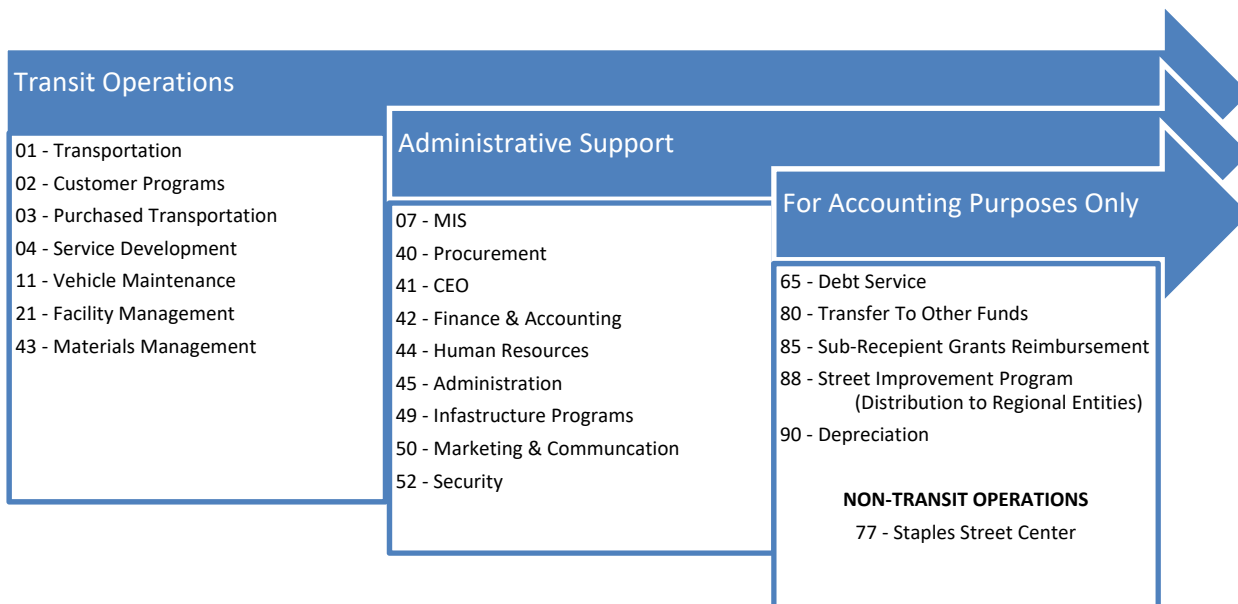 Transit Operations
01 - Transportation
02 - Customer Programs
03 - Purchased Transportation
04 - Service Development
11 - Vehicle Maintenance
21 - Facility Management
43 - Materials Management
Administrative Support
07 - MIS
40 - Procurement
41 - CEO
42 - Finance & Accounting
44 - Human Resources
45 - Administration
49 - Infastructure Programs
50 - Marketing & Communcation
52 - Security
For Accounting Purposes Only
65 - Debt Service
80 - Transfer To Other Funds
85 - Sub-Recepient Grants Reimbursement
88 - Street Improvement Program
(Distribution to Regional Entities)
90 - Depreciation
NON-TRANSIT OPERATIONS
77 - Staples Street Center